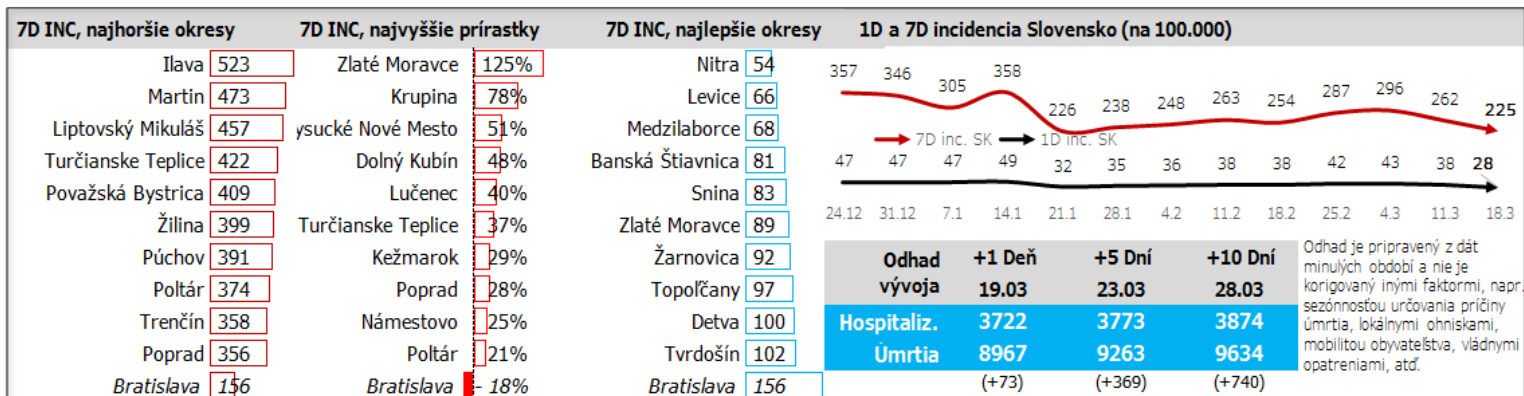 7D INC, najhoršie okresy
Ilava 523
Martin 473
Liptovský Mikuláš 457
Turčianske Teplice 422
Považská Bystrica 409
Žilina 399
Púchov 391
Poltár 374
Trenčín 358
Poprad 356
Bratislava 156
7D INC, najvyššie prírastky
Zlaté Moravce 125%
Krupina 78%
ysucké Nové Mesto 51%
Dolný Kubín 48%
Lučenec 40%
Turčianske Teplice 37%
Kežmarok 29%
Poprad 28%
Námestovo 25%
Poltár 21%
Bratislava - 18%
7D INC, najlepšie okresy
Nitra 54
Levice 66
Medzilaborce 68
Banská Štiavnica 81
Snina 83
Zlaté Moravce 89
Žarnovica 92
Topoľčany 97
Detva 100
Tvrdošín 102
Bratislava 156
1D a 7D incidencia Slovensko (na 100.000)
357 346 305 358 226 238 248 263 254 287 296 262 225
7D inc. SK 1D inc. SK
47 47 47 49 32 35 36 38 38 42 43 38 28
24.12 31.12 7.1 14.1 21.1 28.1 4.2 11.2 18.2 25.2 4.3 11.3 18.3
Odhad +1 Deň +5 Dní +10 Dní
vývoja 19.03 23.03 28.03
Hospitaliz. 3722 3773 3874
Úmrtia 8967 9263 9634
(+73) (+369) (+740)
Odhad je pripravený z dát
minulých období a nie je
korigovaný inými faktormi, napr.
sezónnosťou určovania príčiny
úmrtia, lokálnymi ohniskami,
mobilitou obyvateľstva, vládnymi
opatreniami, atď.